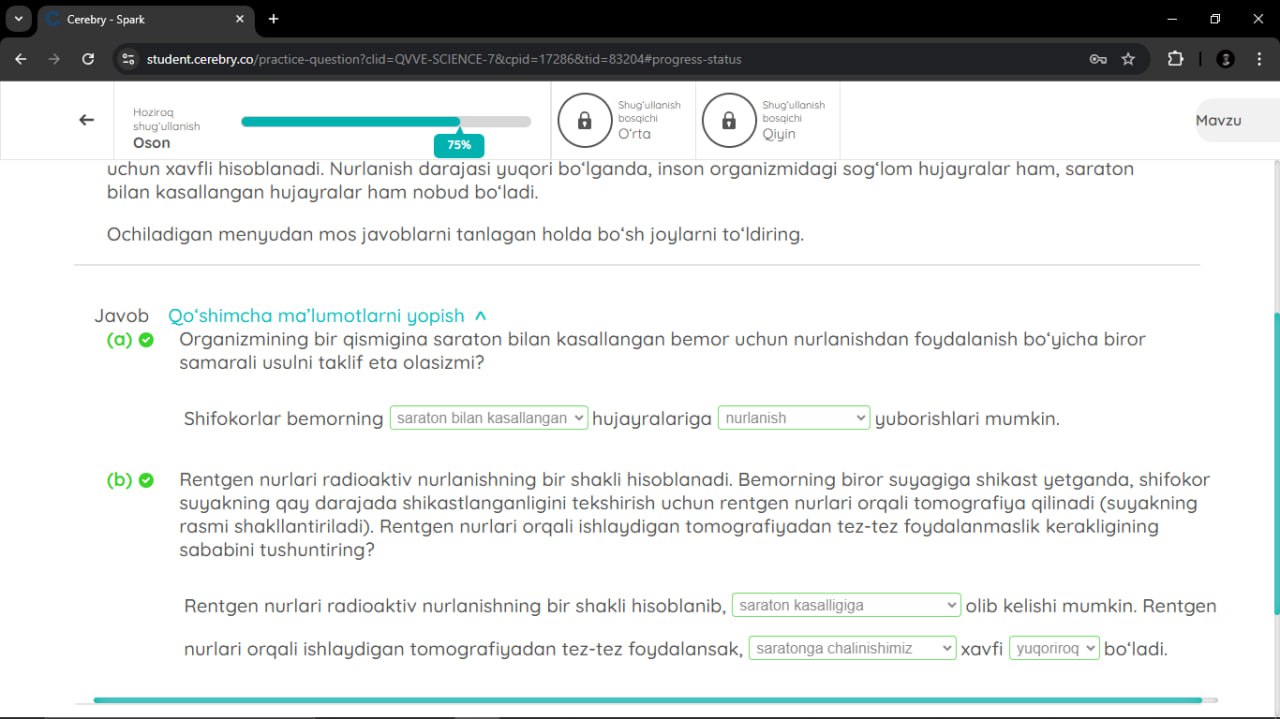 Cerebry - Spark
student.cerebry.co/practice-question?clid=QVVE-SCIENCE-7&cpid=17286&tid=83204#progress-status
Hoziroq
shug‘ullanish
Oson
75%
Shug‘ullanish
bosqichi
O‘rta
Shug‘ullanish
bosqichi
Qiyin
Mavzu
uchun xavfli hisoblanadi. Nurlanish darajasi yuqori bo‘lganda, inson organizmidagi sog‘lom hujayralar ham, saraton
bilan kasallangan hujayralar ham nobud bo‘ladi.
Ochiladigan menyudan mos javoblarni tanlagan holda bo‘sh joylarni to‘ldiring.
Javob Qo‘shimcha ma’lumotlarni yopish
(a) Organizmining bir qismigina saraton bilan kasallangan bemor uchun nurlanishdan foydalanish bo‘yicha biror
samarali usulni taklif eta olasizmi?
Shifokorlar bemorning saraton bilan kasallangan hujayralariga nurlanish yuborishlari mumkin.
(b) Rentgen nurlari radioaktiv nurlanishning bir shakli hisoblanadi. Bemorning biror suyagiga shikast yetganda, shifokor
suyakning qay darajada shikastlanganligini tekshirish uchun rentgen nurlari orqali tomografiya qilinadi (suyakning
rasmi shakllantiriladi). Rentgen nurlari orqali ishlaydigan tomografiyadan tez-tez foydalanmaslik kerakligining
sababini tushuntiring?
Rentgen nurlari radioaktiv nurlanishning bir shakli hisoblanib, saraton kasalligiga olib kelishi mumkin. Rentgen
nurlari orqali ishlaydigan tomografiyadan tez-tez foydalansak, saratonga chalinishimiz xavfi yuqoriroq bo‘ladi.